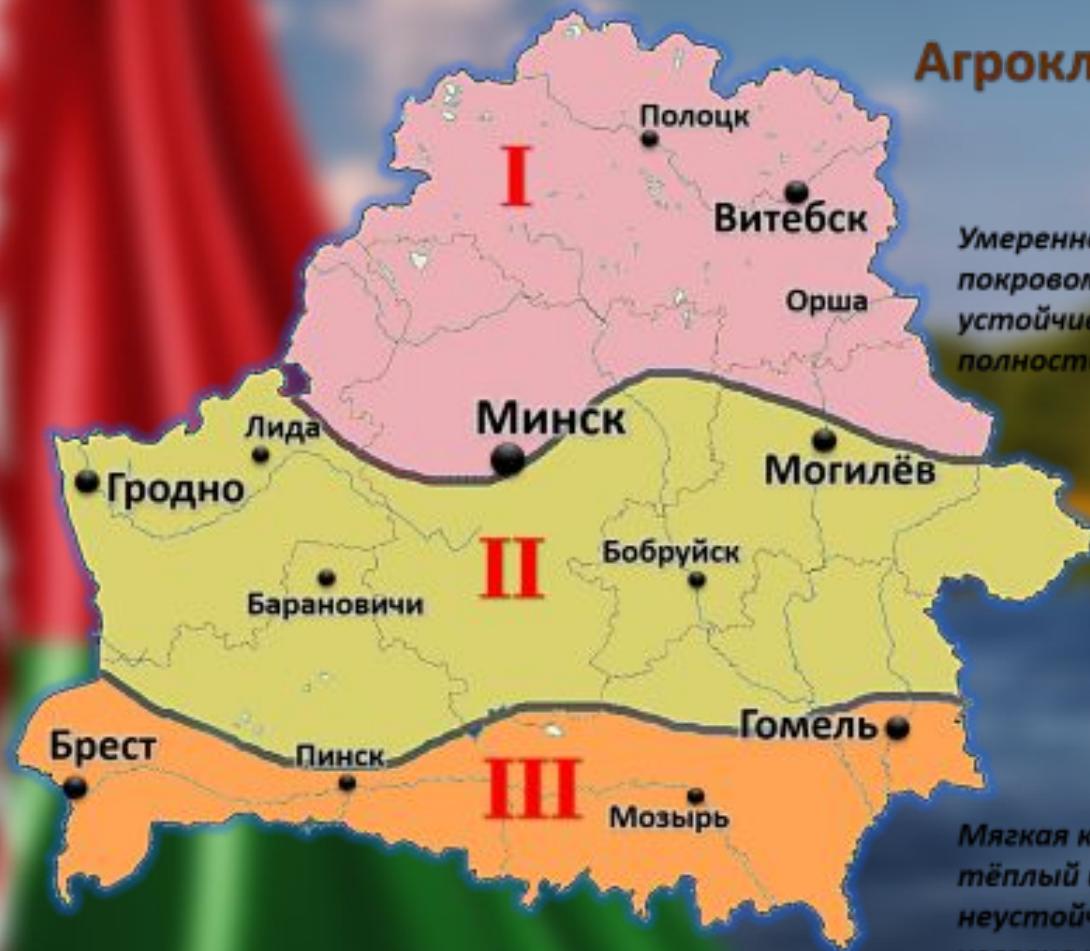 Агрокл
Полоцк
I
Витебск
Умеренн
покровом
Орша
устойчи
полност
Минск
Лида
Могилёв
Гродно
II
Бобруйск
Барановичи
Гомель
Брест
Пинск
III
Мозырь
Мягкая к
тёплый
неустойч